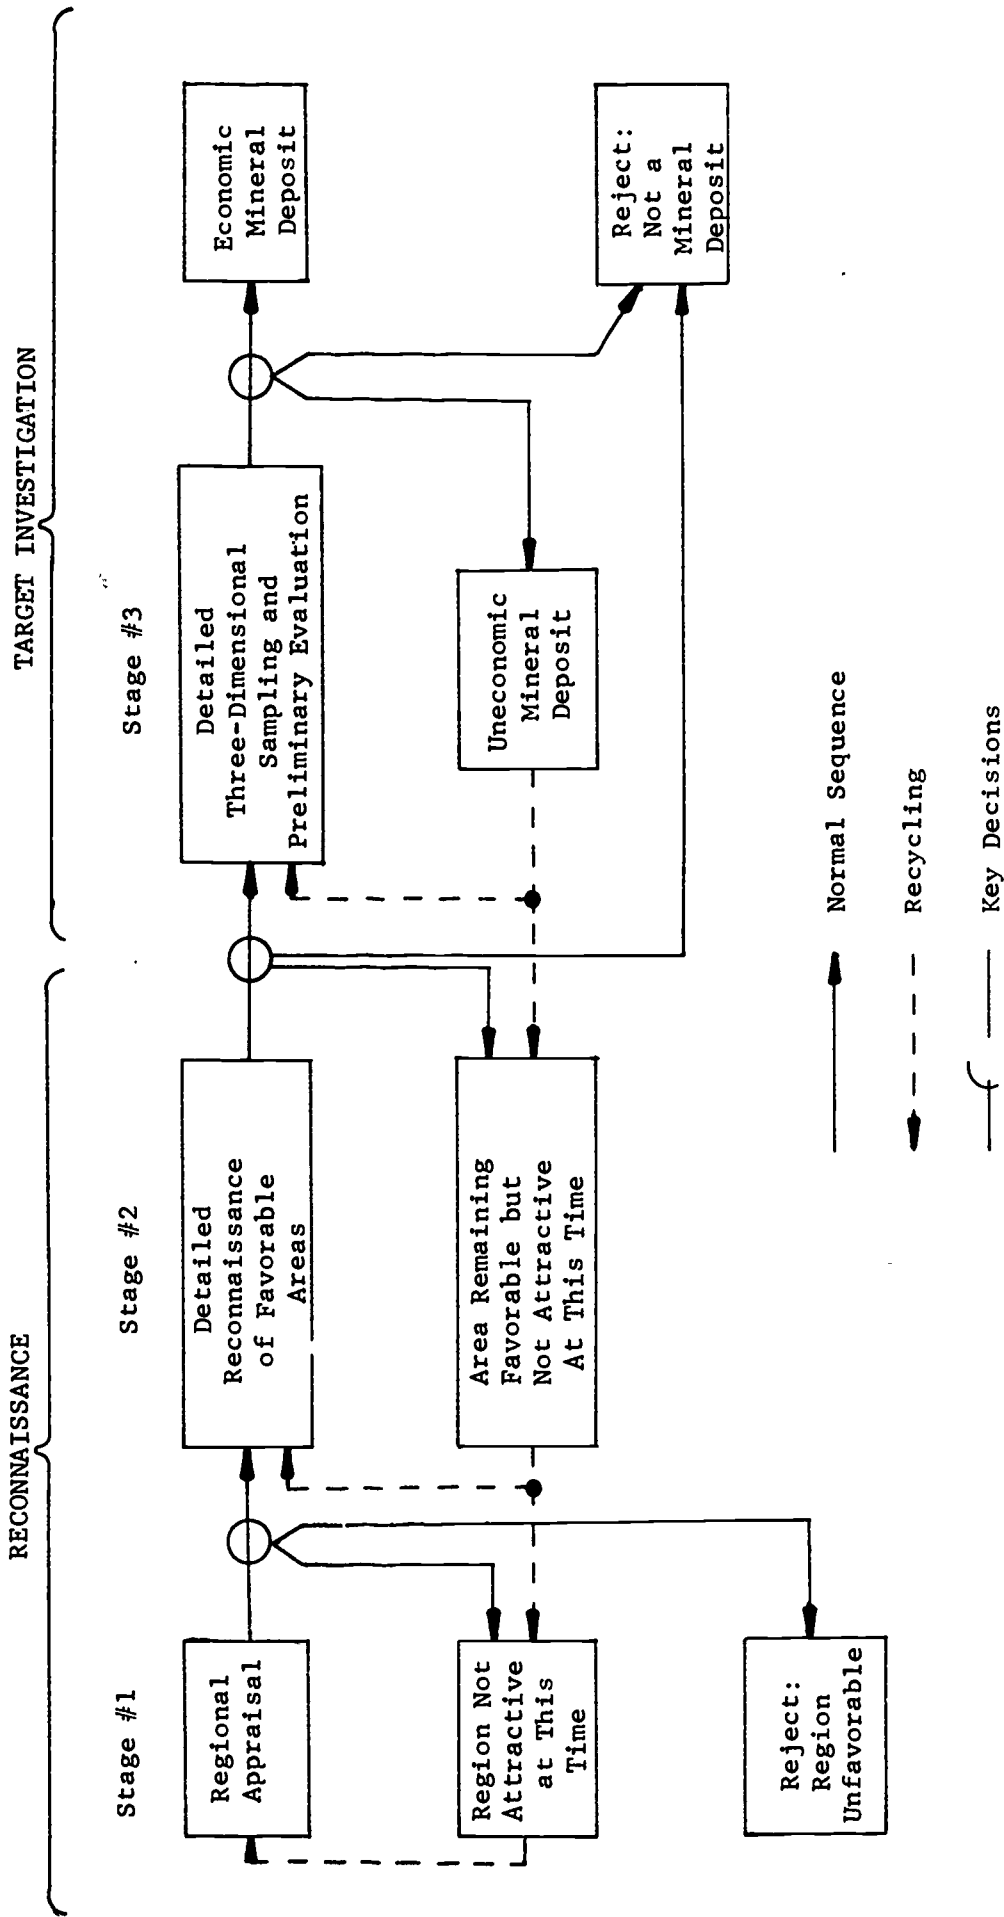 RECONNAISSANCE
TARGET INVESTIGATION
Stage #1
Stage #2
Stage #3
Regional
Appraisal
Detailed
Reconnaissance
of Favorable
Areas
Detailed
Three-Dimensional
Sampling and
Preliminary Evaluation
Economic
Mineral
Deposit
Region Not
Attractive
at This
Time
Area Remaining
Favorable but
Not Attractive
At This Time
Uneconomic
Mineral
Deposit
Reject:
Not a
Mineral
Deposit
Reject:
Region
Unfavorable
Normal Sequence
Recycling
Key Decisions